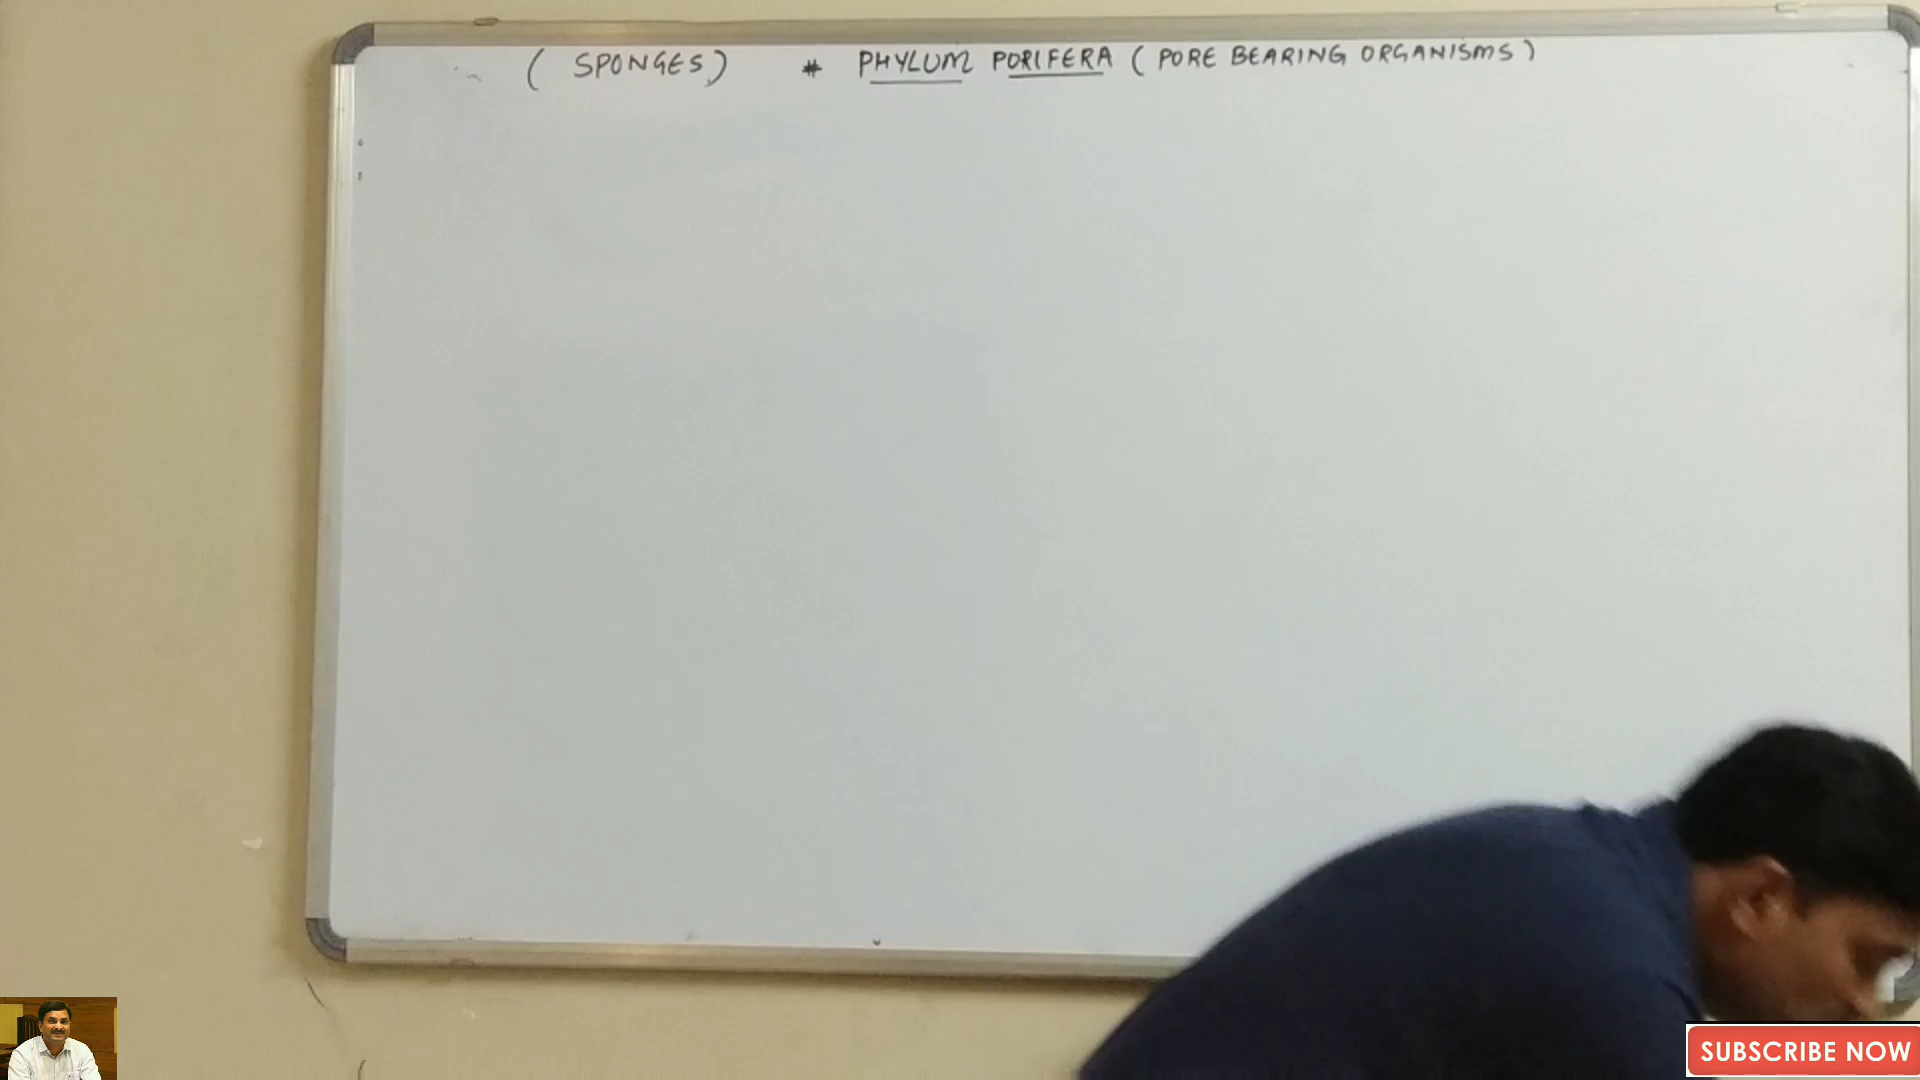 ( SPONGES) # PHYLUM PORIFERA ( PORE BEARING ORGANISMS )
SUBSCRIBE NOW